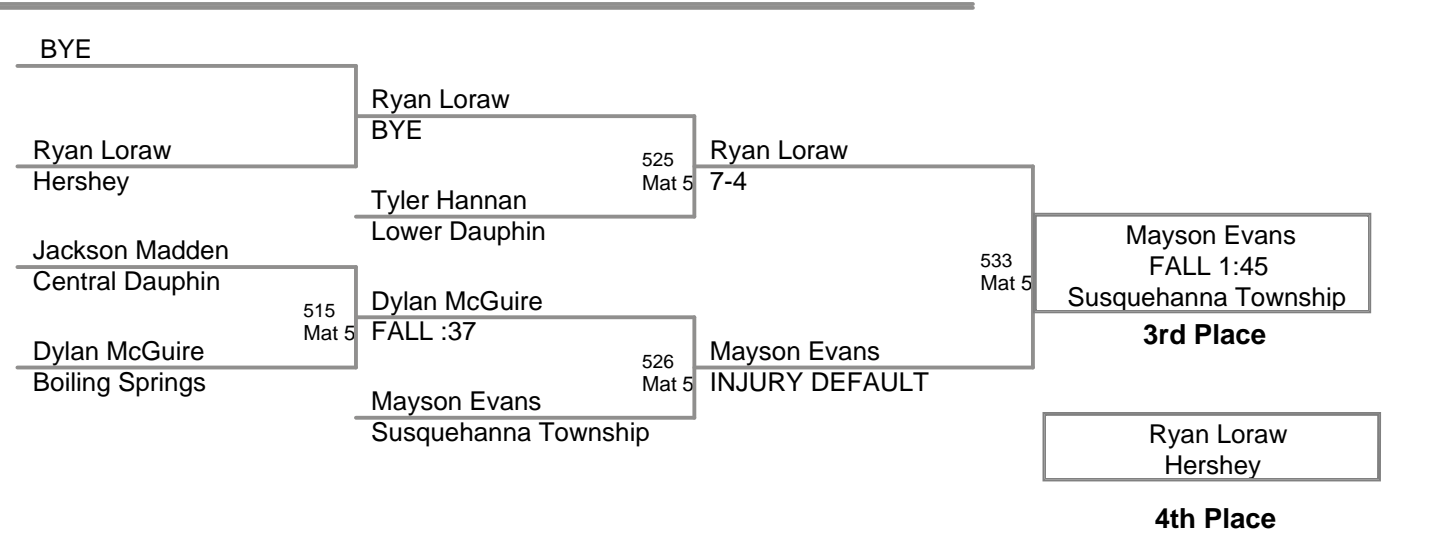 BYE
Ryan Loraw
BYE
Ryan Loraw
Hershey
525
Mat 5
Ryan Loraw
7-4
Tyler Hannan
Lower Dauphin
Jackson Madden
Central Dauphin
533
Mat 5
Mayson Evans
FALL 1:45
Susquehanna Township
3rd Place
515
Mat 5
Dylan McGuire
FALL :37
Dylan McGuire
Boiling Springs
526
Mat 5
Mayson Evans
INJURY DEFAULT
Mayson Evans
Susquehanna Township
Ryan Loraw
Hershey
4th Place